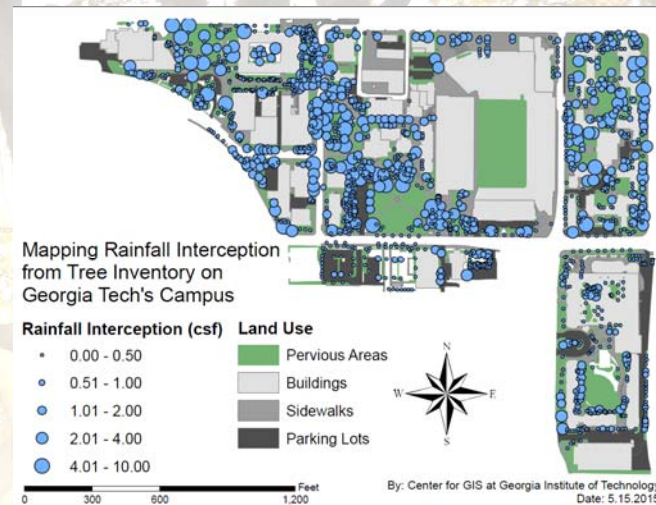 Mapping Rainfall Interception
from Tree Inventory on
Georgia Tech's Campus
Rainfall Interception (csf)
0.00 - 0.50
0.51 - 1.00
1.01 - 2.00
2.01 - 4.00
4.01 - 10.00
Land Use
Pervious Areas
Buildings
Sidewalks
Parking Lots
N
W
E
S
Feet
0
300
600
1,200
By: Center for GIS at Georgia Institute of Technology
Date: 5.15.2015